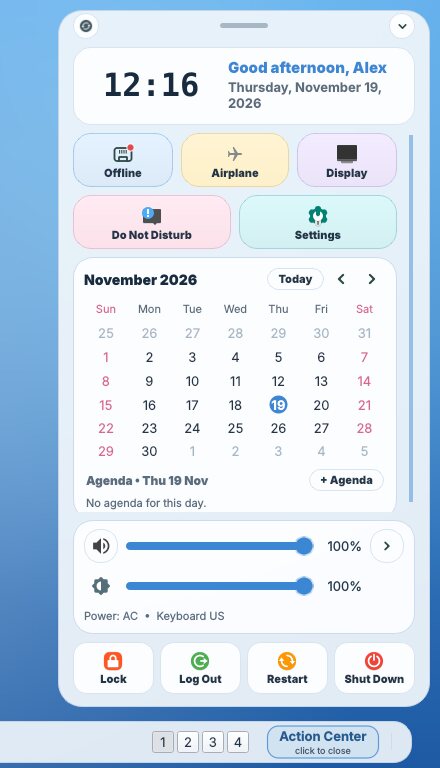 12:16
Good afternoon, Alex
Thursday, November 19,
2026
Offline
Airplane
Display
Do Not Disturb
Settings
November 2026
Today
Sun Mon Tue Wed Thu Fri Sat
25 26 27 28 29 30 31
1 2 3 4 5 6 7
8 9 10 11 12 13 14
15 16 17 18 19 20 21
22 23 24 25 26 27 28
29 30 1 2 3 4 5
Agenda • Thu 19 Nov
+ Agenda
No agenda for this day.
100%
100%
Power: AC • Keyboard US
Lock
Log Out
Restart
Shut Down
1 2 3 4
Action Center
click to close